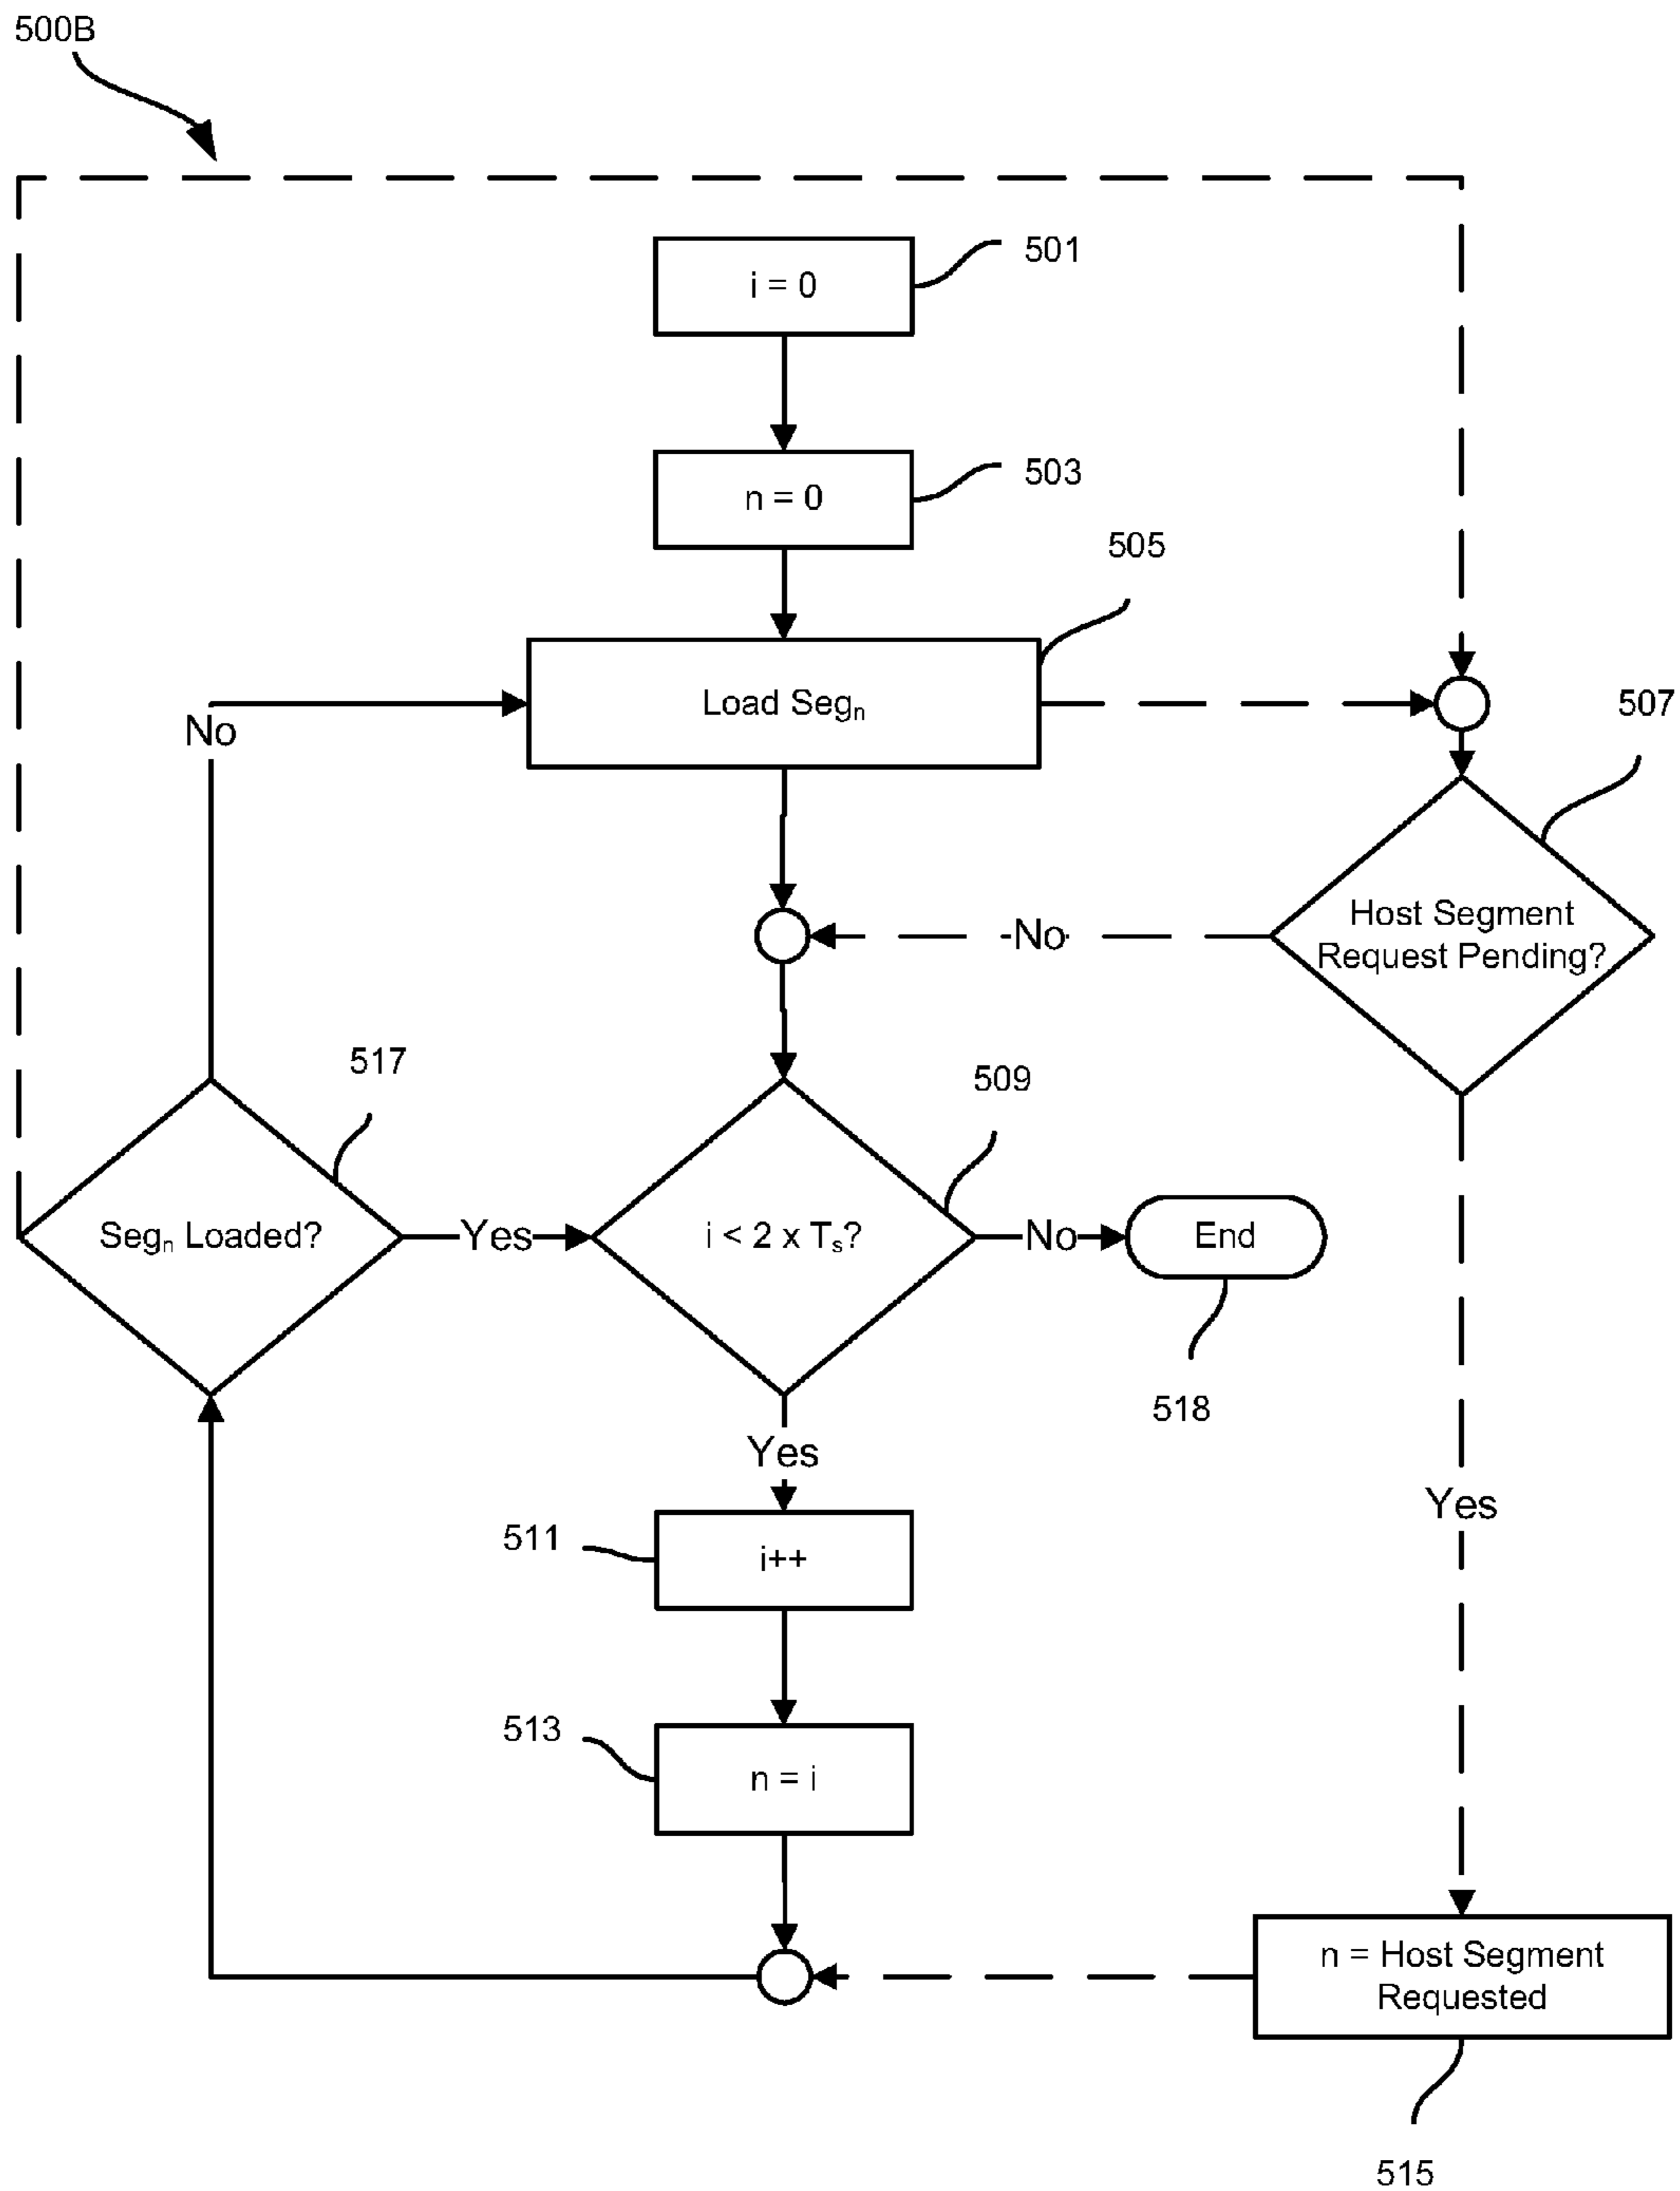 500B
i = 0
501
n = 0
503
505
Load Segn
No
507
Host Segment
Request Pending?
No
517
509
Segn Loaded?
Yes
i < 2 x Ts?
No
End
518
Yes
Yes
511
i++
513
n = i
n = Host Segment
Requested
515